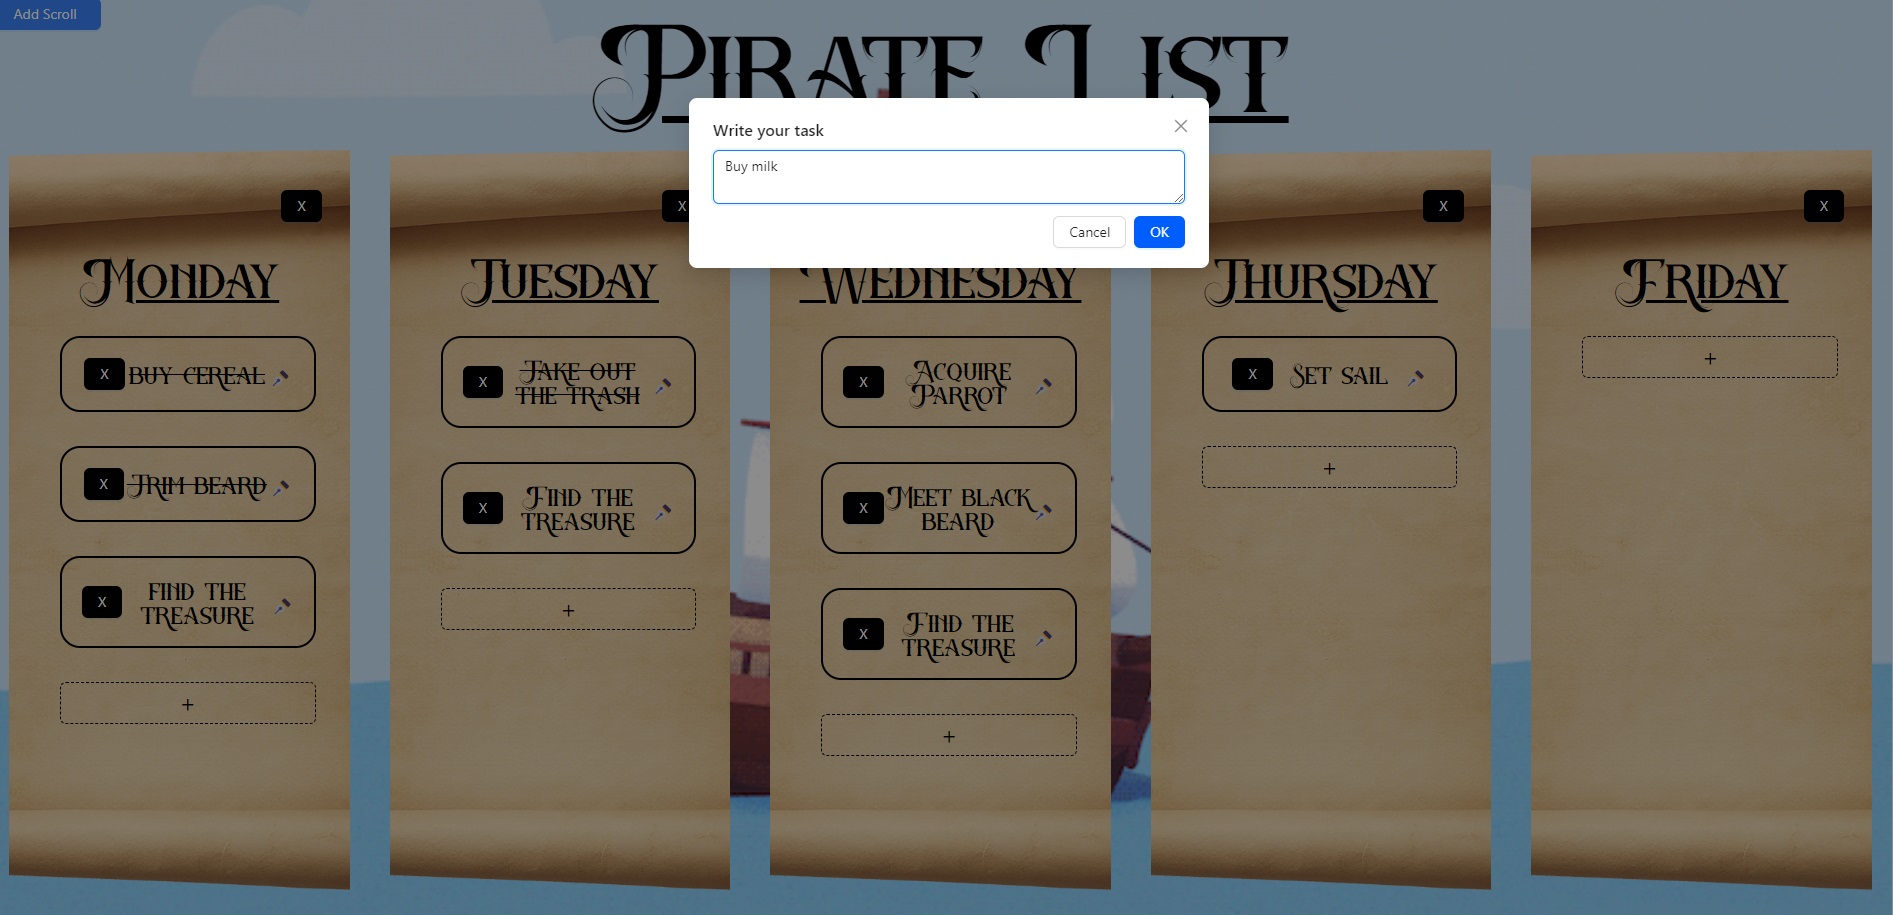 Add Scroll
Pirate List
Write your task
Buy milk
Cancel OK
X
X
X
X
Monday
Tuesday
Wednesday
Thursday
Friday
X buy cereal
X Trim beard
X find the
treasure
+
X Take out
the trash
X Find the
treasure
+
X Acquire
Parrot
X Meet black
beard
X Find the
treasure
+
X Set sail
+
+